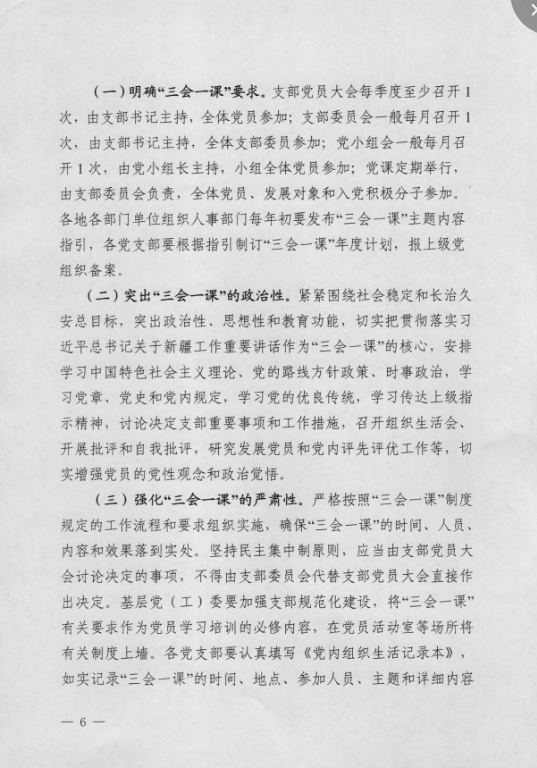 （一）明确“三会一课”要求。支部党员大会每季度至少召开 1
次，由支部书记主持，全体党员参加；支部委员会一般每月召开 1
次，由支部书记主持，全体支部委员参加；党小组会一般每月召
开 1 次，由党小组长主持，小组全体党员参加；党课定期举行，
由支部委员会负责，全体党员、发展对象和入党积极分子参加。
各地各部门单位组织人事部门每年初要发布“三会一课”主题内容
指引，各党支部要根据指引制订“三会一课”年度计划，报上级党
组织备案。
（二）突出“三会一课”的政治性。紧紧围绕社会稳定和长治久
安总目标，突出政治性、思想性和教育功能，切实把贯彻落实习
近平总书记关于新疆工作重要讲话作为“三会一课”的核心，安排
学习中国特色社会主义理论、党的路线方针政策、时事政治，学
习党章、党史和党内规定，学习党的优良传统，学习传达上级指
示精神，讨论决定支部重要事项和工作措施，召开组织生活会、
开展批评和自我批评，研究发展党员和党内评先评优工作等，切
实增强党员的党性观念和政治觉悟。
（三）强化“三会一课”的严肃性。严格按照“三会一课”制度
规定的工作流程和要求组织实施，确保“三会一课”的时间、人员、
内容和效果落到实处。坚持民主集中制原则，应当由支部党员大
会讨论决定的事项，不得由支部委员会代替支部党员大会直接作
出决定。基层党（工）委要加强支部规范化建设，将“三会一课”
有关要求作为党员学习培训的必修内容，在党员活动室等场所将
有关制度上墙。各党支部要认真填写《党内组织生活记录本》，
如实记录“三会一课”的时间、地点、参加人员、主题和详细内容
— 6 —